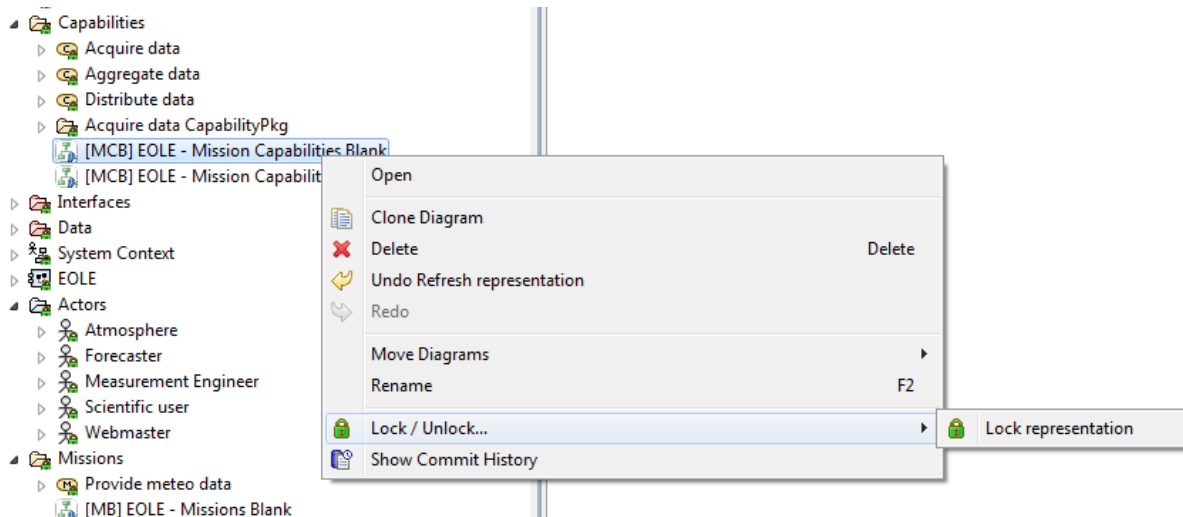 Capabilities
Acquire data
Aggregate data
Distribute data
Acquire data CapabilityPkg
[MCB] EOLE - Mission Capabilities Blank
[MCB] EOLE - Mission Capabilit
Interfaces
Data
System Context
EOLE
Actors
Atmosphere
Forecaster
Measurement Engineer
Scientific user
Webmaster
Missions
Provide meteo data
[MB] EOLE - Missions Blank
Open
Clone Diagram
Delete Delete
Undo Refresh representation
Redo
Move Diagrams
Rename F2
Lock / Unlock...
Show Commit History
Lock representation